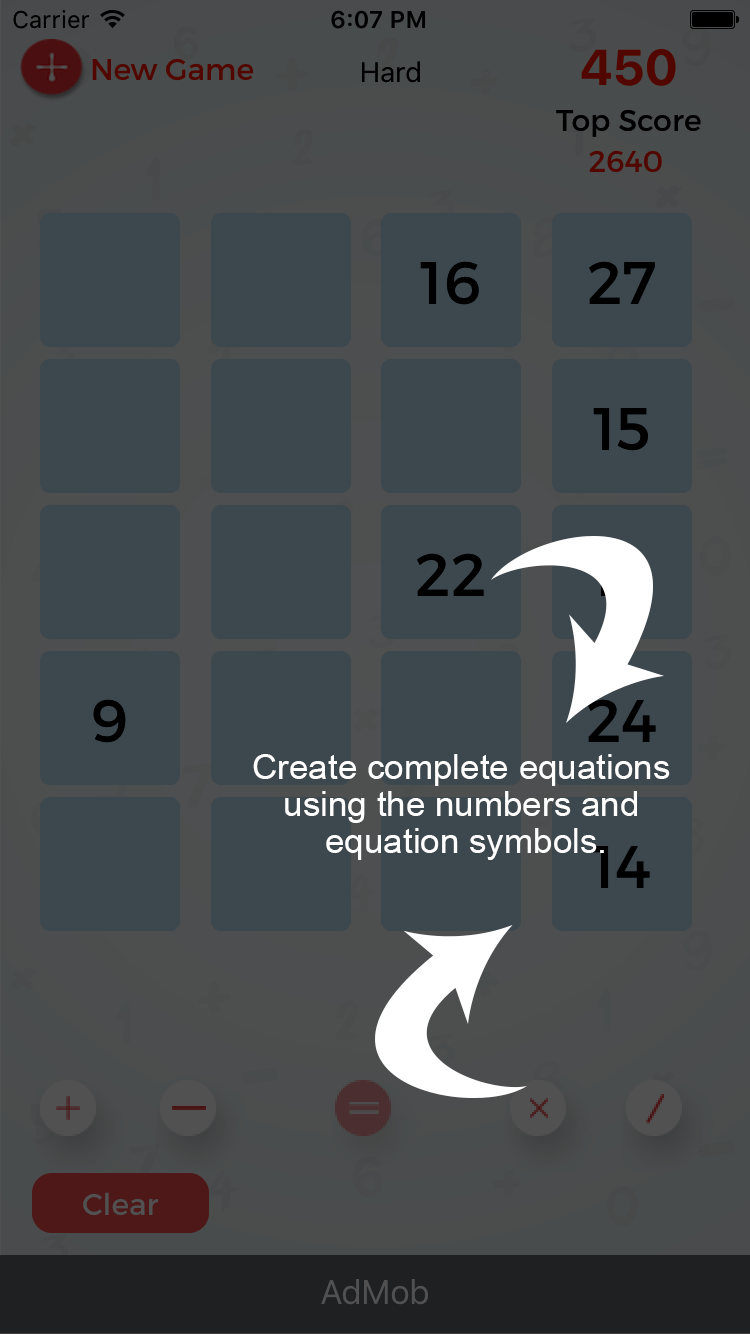 Carrier 6:07 PM
New Game Hard 450
Top Score
2640
16 27
15
22
9 24
Create complete equations
using the numbers and
equation symbols.
14
+ − = × /
Clear
AdMob